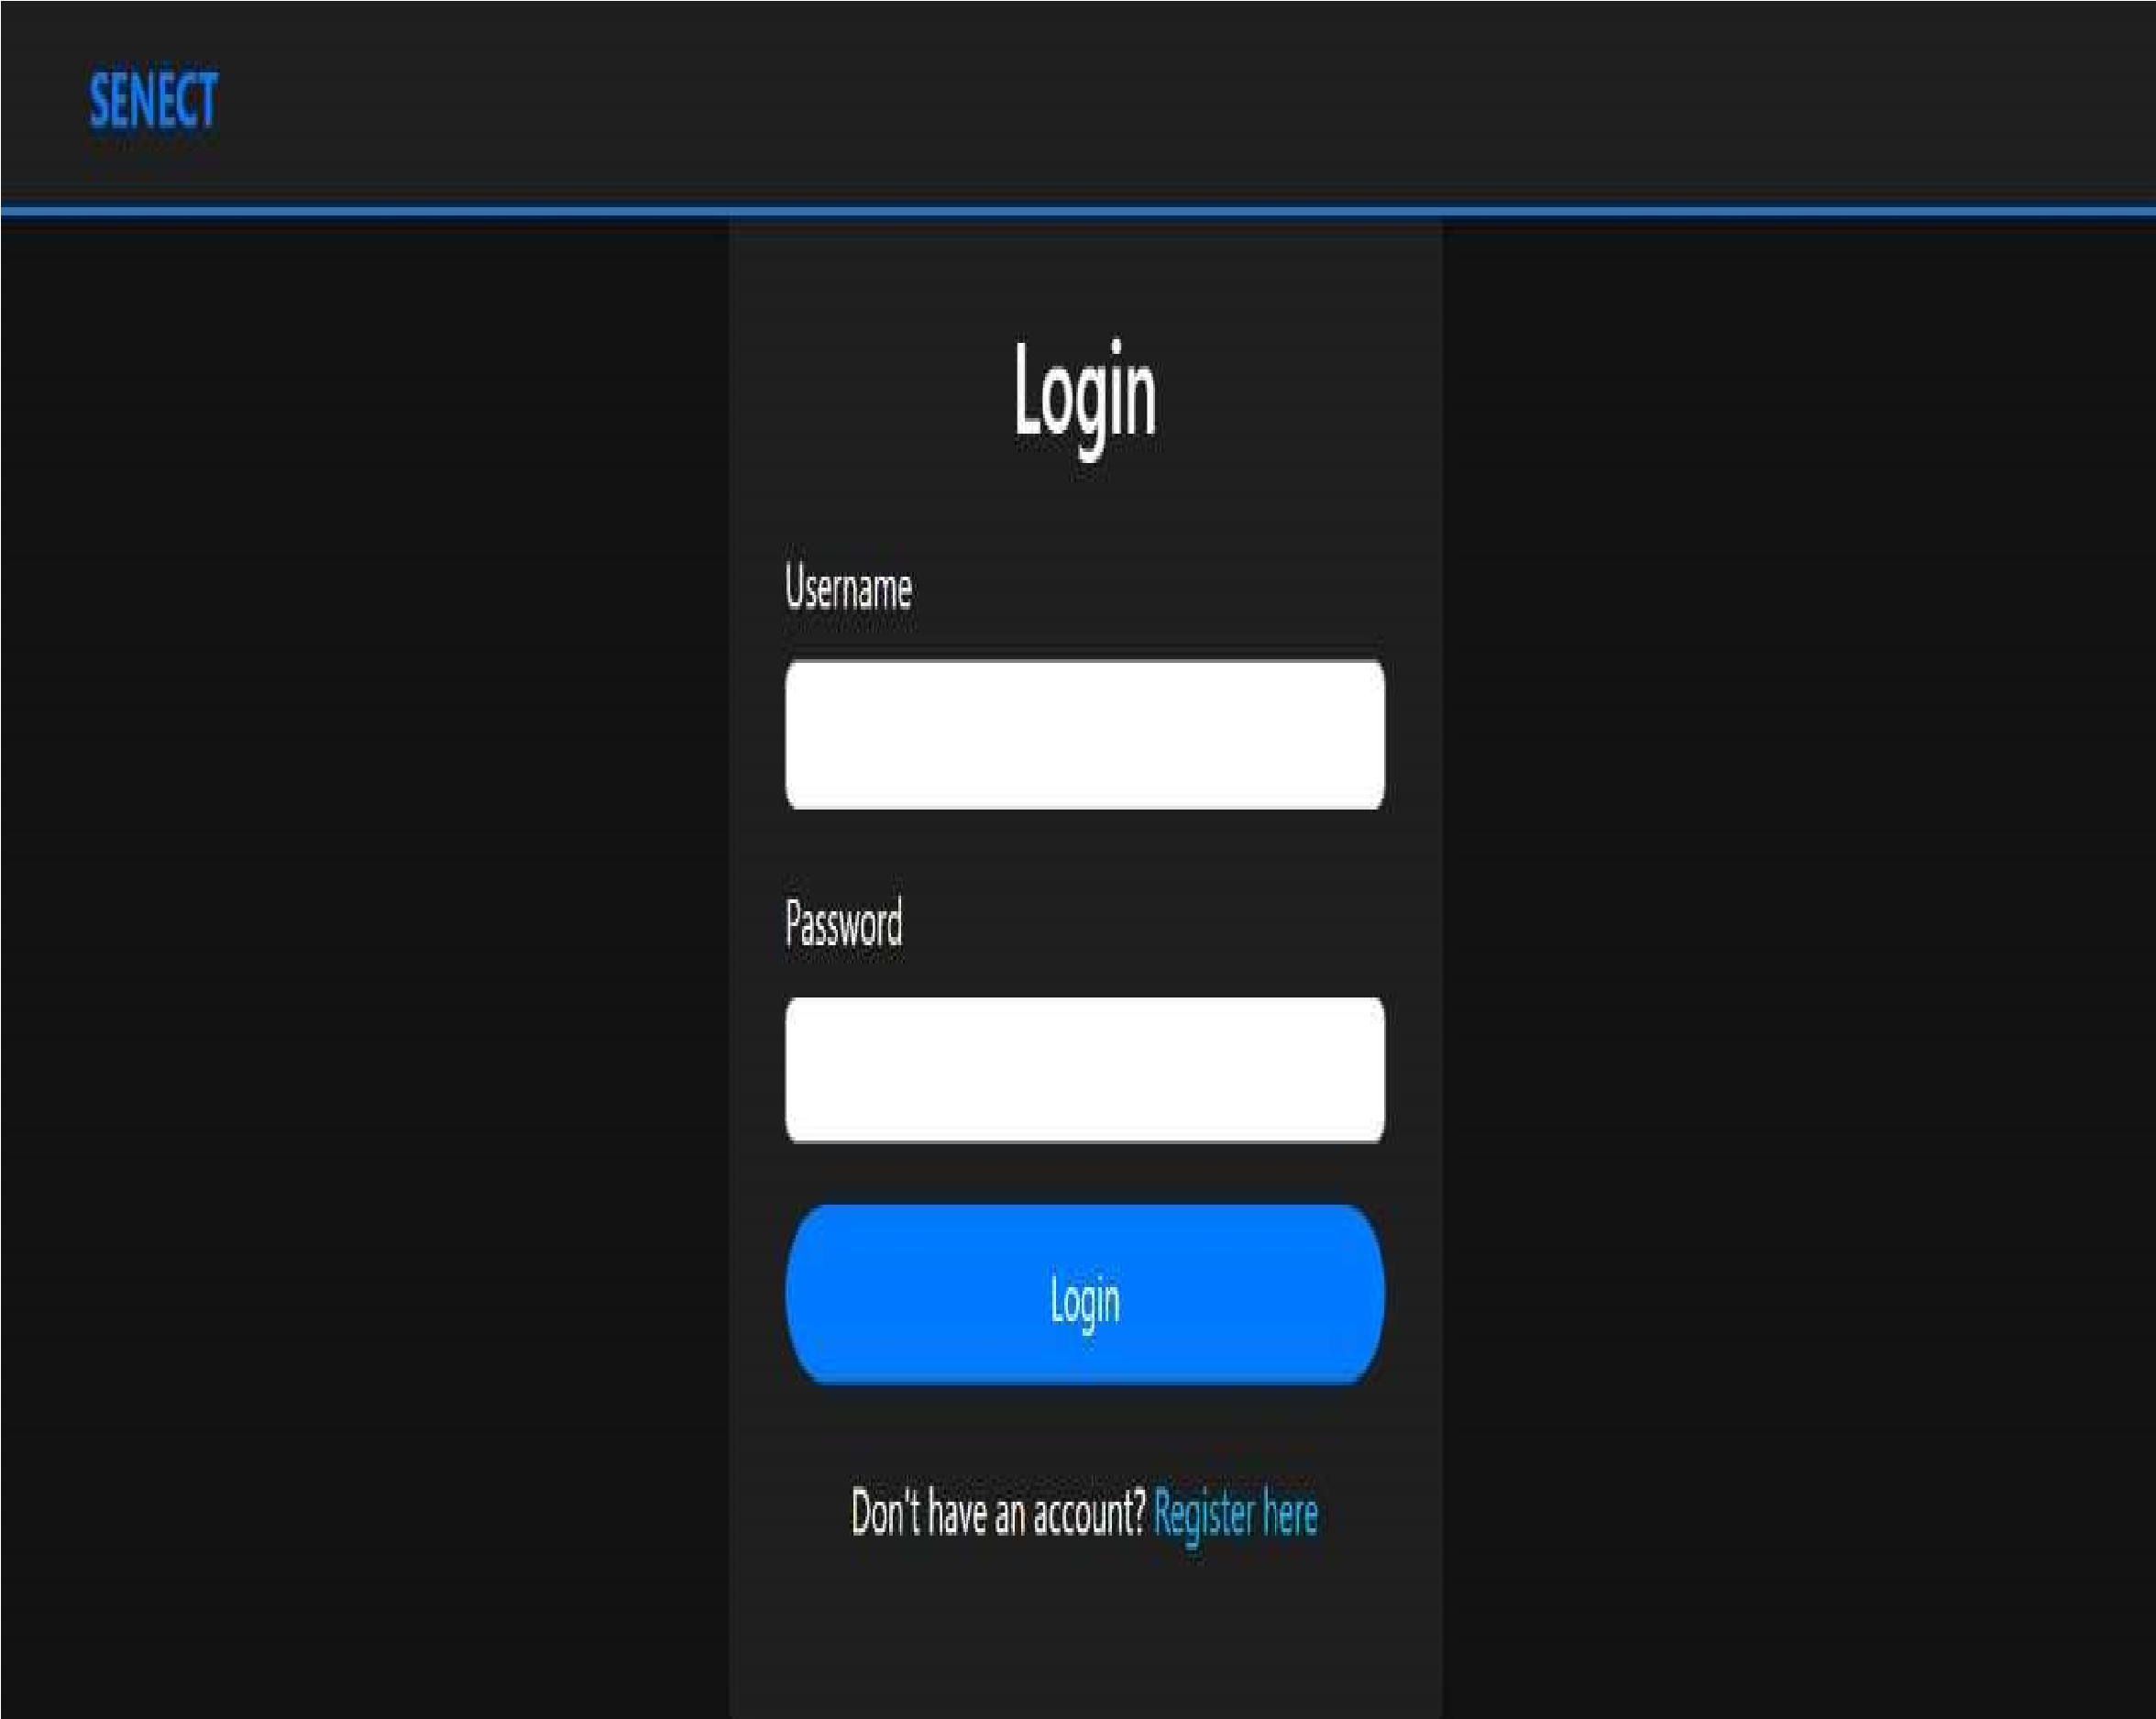 SENECT
Login
Username
Password
Login
Don't have an account? Register here